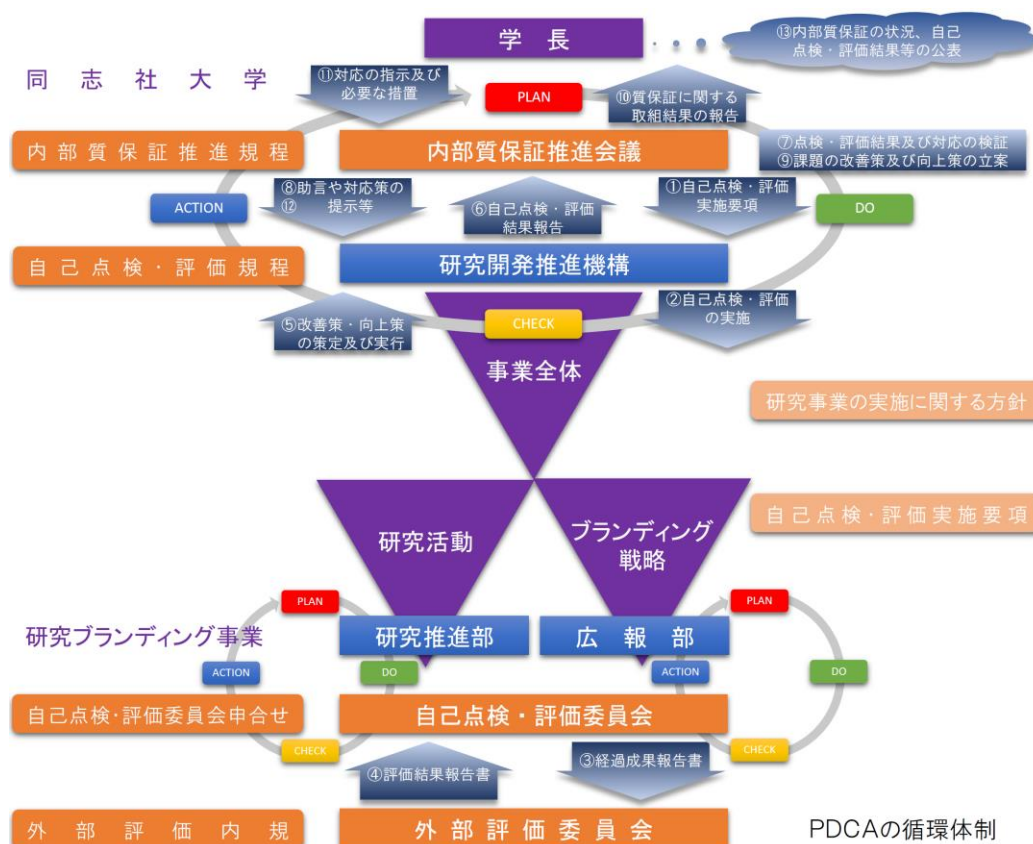 学長
⑬内部質保証の状況、自己
点検・評価結果等の公表
同志社大学
⑪対応の指示及び
必要な措置
PLAN
⑩質保証に関する
取組結果の報告
内部質保証推進規程
内部質保証推進会議
⑦点検・評価結果及び対応の検証
⑨課題の改善策及び向上策の立案
ACTION
⑧助言や対応策の
⑫ 提示等
⑥自己点検・評価
結果報告
①自己点検・評価
実施要項
DO
自己点検・評価規程
研究開発推進機構
⑤改善策・向上策
の策定及び実行
CHECK
②自己点検・評価
の実施
事業全体
研究事業の実施に関する方針
研究活動
ブランディング
戦略
自己点検・評価実施要項
PLAN
PLAN
研究ブランディング事業
研究推進部
広報部
ACTION
DO
ACTION
DO
自己点検・評価委員会申合せ
自己点検・評価委員会
CHECK
CHECK
④評価結果報告書
③経過成果報告書
外部評価内規
外部評価委員会
PDCAの循環体制